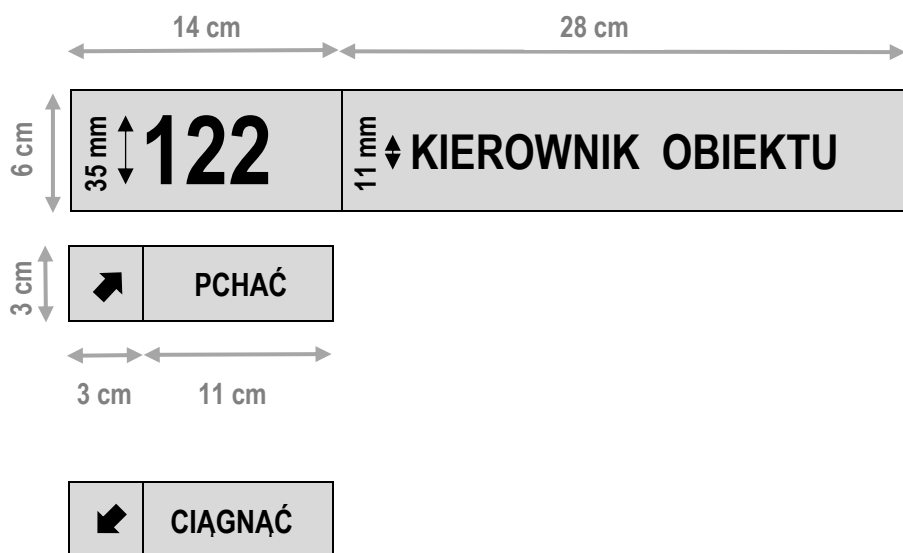 14 cm 28 cm
6 cm 35 mm 122 11 mm KIEROWNIK OBIEKTU
3 cm PCHAĆ
3 cm 11 cm
CIĄGNĄĆ